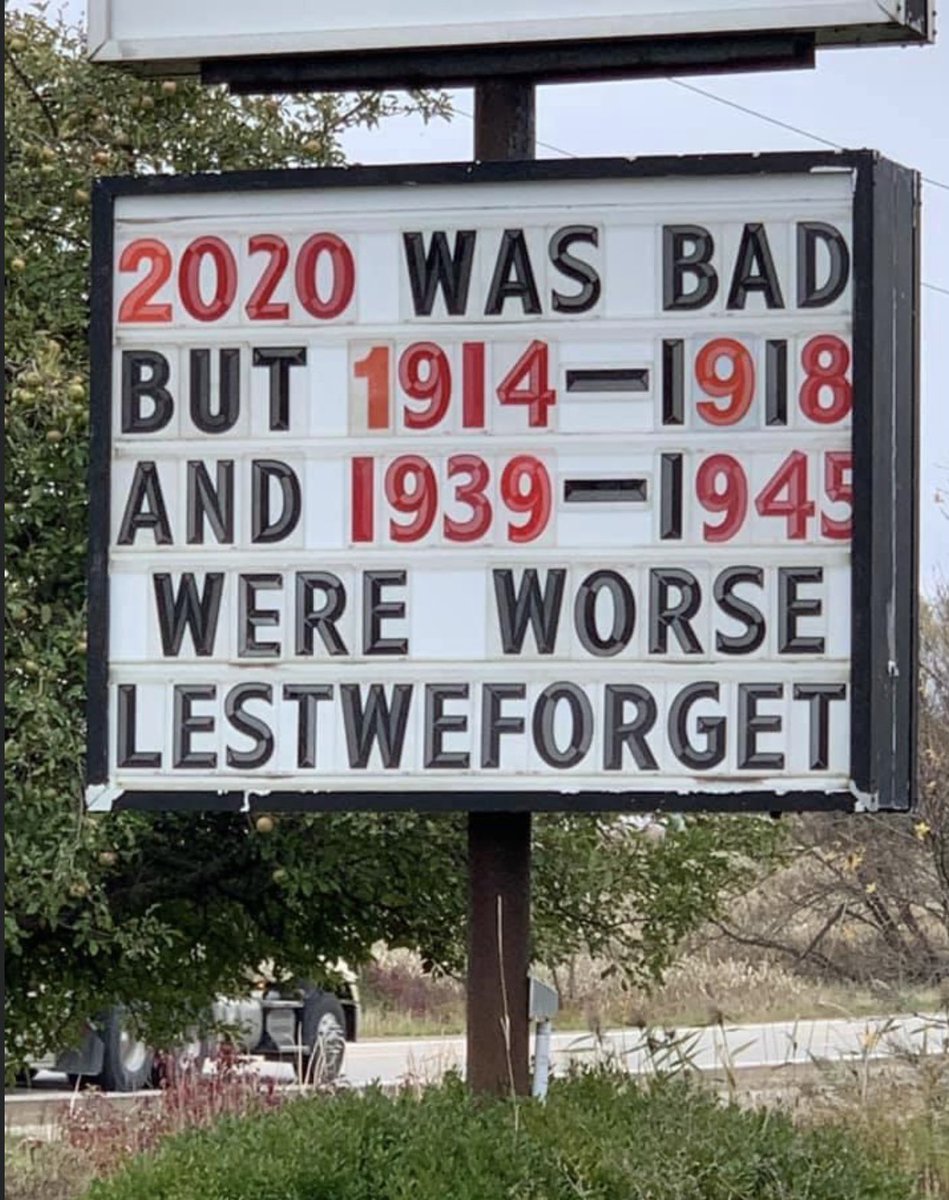 2020 WAS BAD
BUT 1914—1918
AND 1939—1945
WERE WORSE
LESTWEFORGET